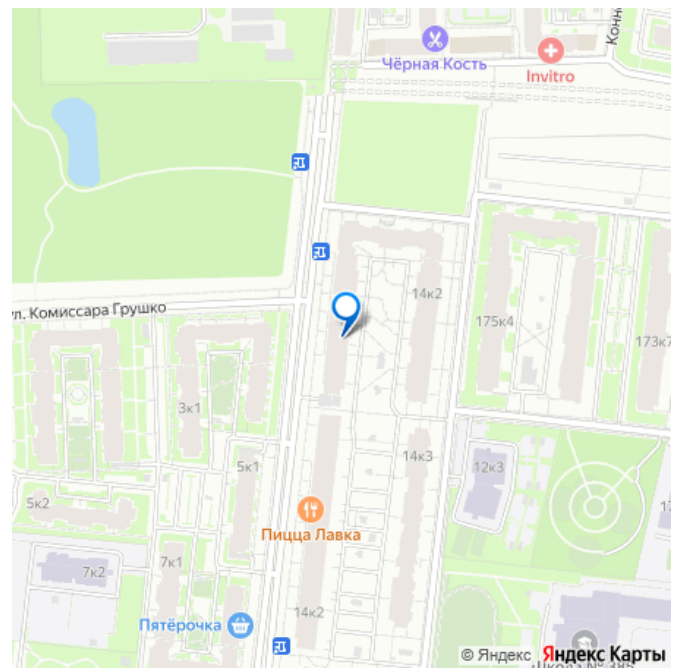 Чёрная Кость
Invitro
Конн
ул. Комиссара Грушко
14к2
175к4
173к7
3к1
5к1
14к3
12к3
5к2
Пицца Лавка
7к1
7к2
14к2
Пятёрочка
© Яндекс Яндекс Карты